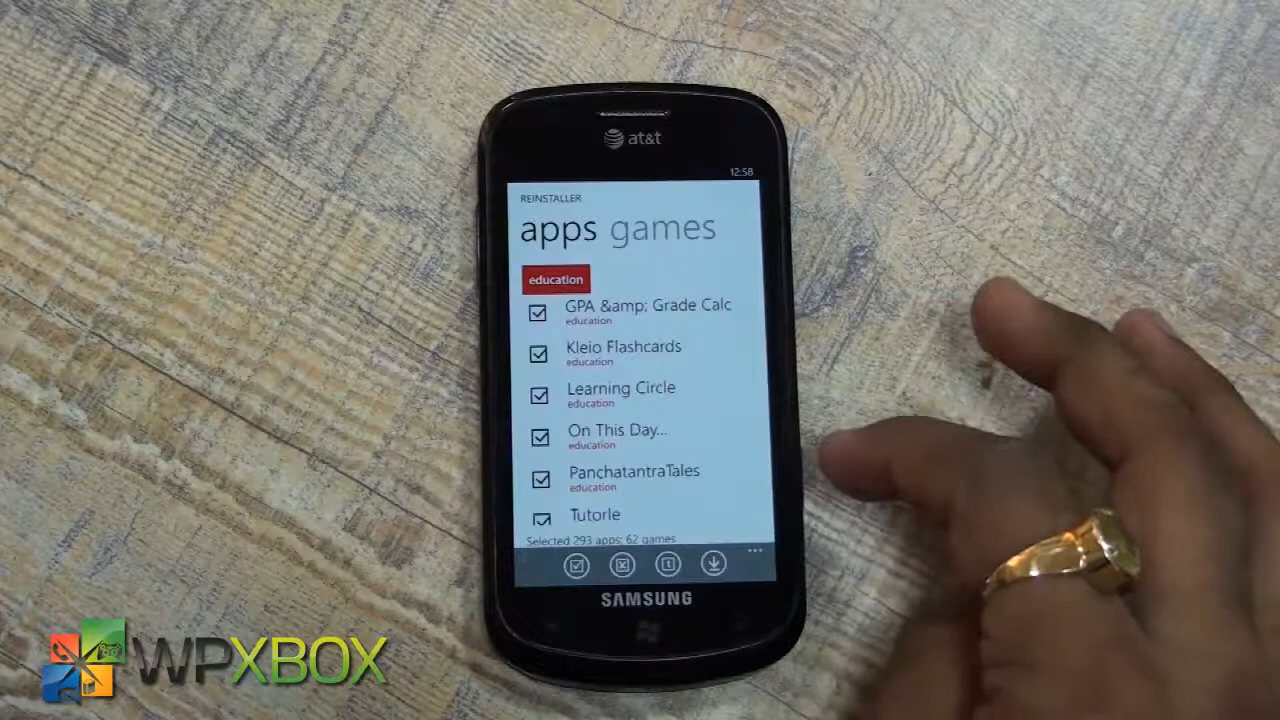 at&t
12:58
REINSTALLER
apps games
education
GPA &amp; Grade Calc
education
Kleio Flashcards
education
Learning Circle
education
On This Day...
education
PanchatantraTales
education
Tutorle
Selected 293 apps; 62 games
...
SAMSUNG
WPXBOX